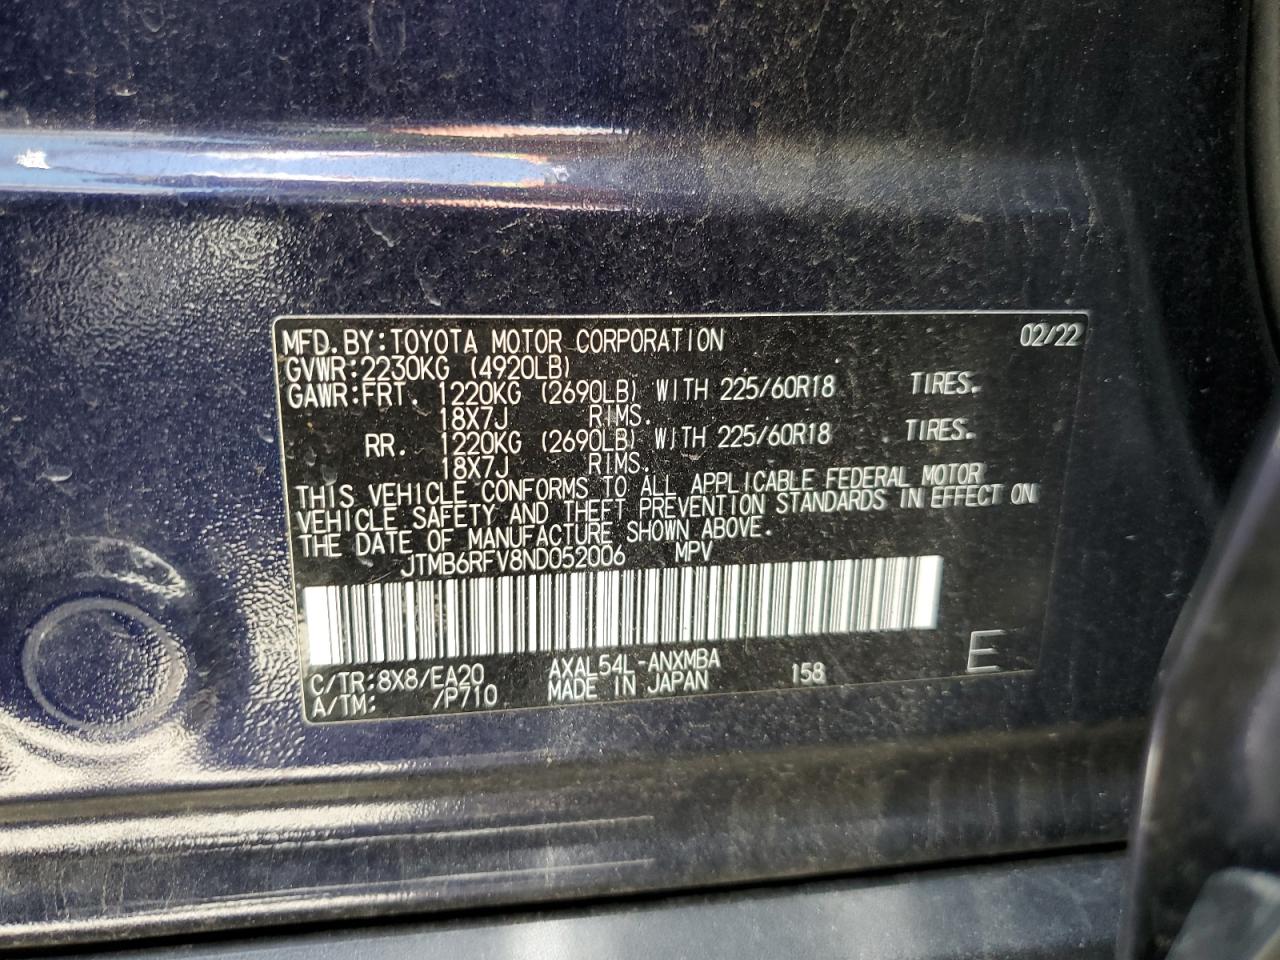 MFD.BY:TOYOTA MOTOR CORPORATION 02/22
GVWR:2230KG (4920LB)
GAWR:FRT. 1220KG (2690LB) WITH 225/60R18 TIRES.
18X7J RIMS.
RR. 1220KG (2690LB) WITH 225/60R18 TIRES.
18X7J RIMS.
THIS VEHICLE CONFORMS TO ALL APPLICABLE FEDERAL MOTOR
VEHICLE SAFETY AND THEFT PREVENTION STANDARDS IN EFFECT ON
THE DATE OF MANUFACTURE SHOWN ABOVE.
JTMB6RFV8ND052006 MPV
C/TR:8X8/EA20 AXAL54L-ANXMBA 158 E
A/TM: /P710 MADE IN JAPAN